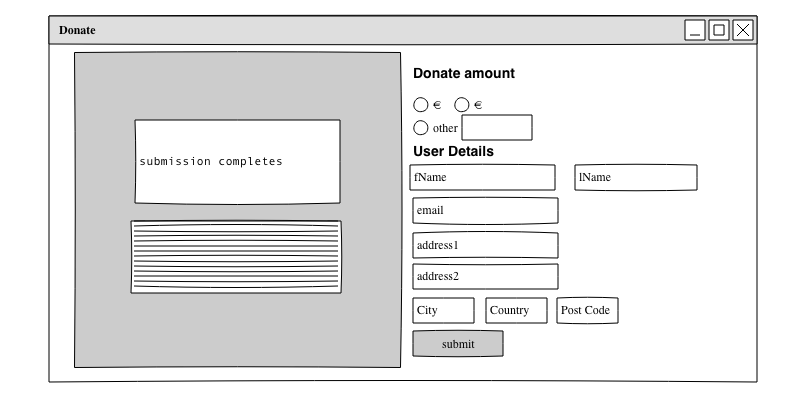 Donate
submission completes
Donate amount
€ €
other
User Details
fName lName
email
address1
address2
City Country Post Code
submit